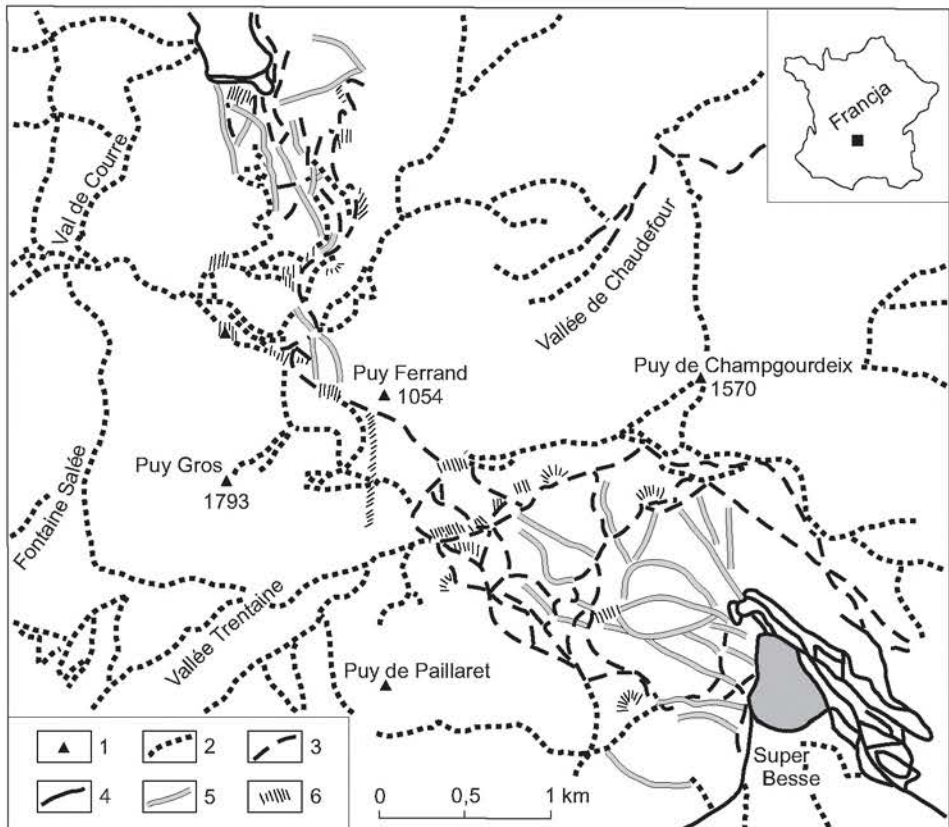 Francja
Val de Courre
Vallée de Chaudefour
Puy Ferrand
1054
Puy de Champgourdeix
1570
Puy Gros
1793
Fontaine Salée
Vallée Trentaine
Puy de Paillaret
Super
Besse
1 2 3
4 5 6
0 0,5 1 km